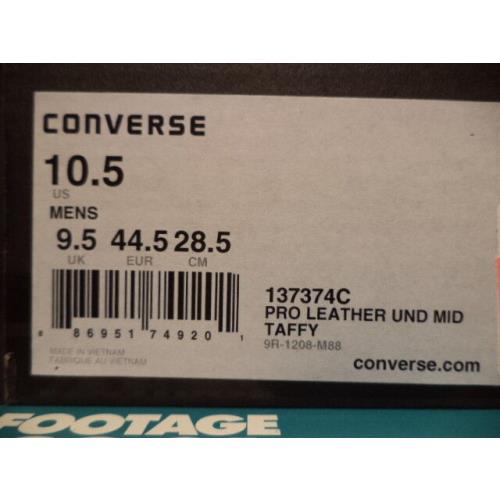 CONVERSE
10.5
US
MENS
9.5 44.5 28.5
UK EUR CM
8 86951 74920 1
137374C
PRO LEATHER UND MID
TAFFY
9R-1208-M88
MADE IN VIETNAM
FABRIQUE AU VIETNAM
converse.com
FOOTAGE